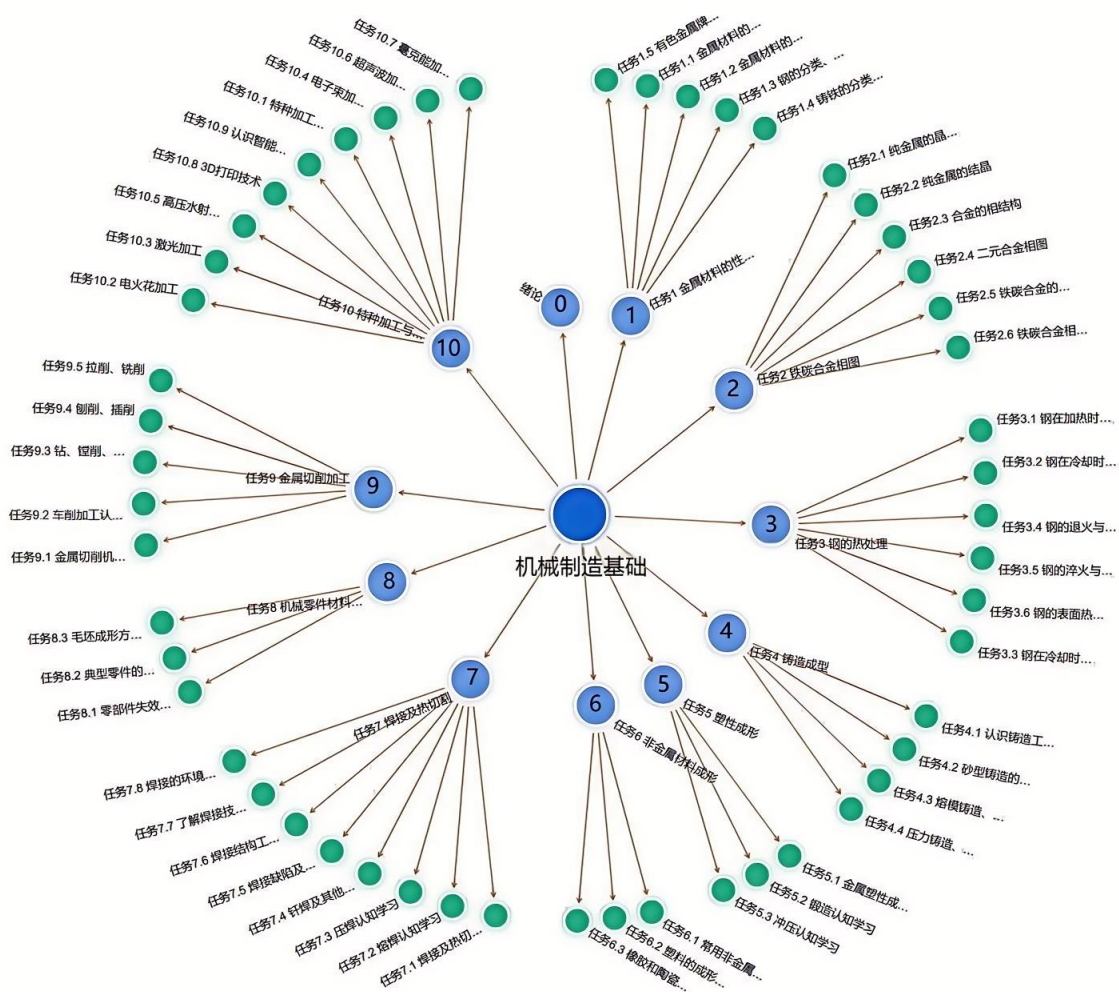 机械制造基础
0
绪论
1
任务1 金属材料的性…
任务1.5 有色金属牌…
任务1.1 金属材料的…
任务1.2 金属材料的…
任务1.3 钢的分类、…
任务1.4 铸铁的分类…
2
任务2 铁碳合金相图
任务2.1 纯金属的晶…
任务2.2 纯金属的结晶
任务2.3 合金的相结构
任务2.4 二元合金相图
任务2.5 铁碳合金的…
任务2.6 铁碳合金相…
3
任务3 钢的热处理
任务3.1 钢在加热时…
任务3.2 钢在冷却时…
任务3.4 钢的退火与…
任务3.5 钢的淬火与…
任务3.6 钢的表面热…
任务3.3 钢在冷却时…
4
任务4 铸造成型
任务4.1 认识铸造工…
任务4.2 砂型铸造的…
任务4.3 熔模铸造、…
任务4.4 压力铸造、…
5
任务5 塑性成形
任务5.1 金属塑性成…
任务5.2 锻造认知学习
任务5.3 冲压认知学习
6
任务6 非金属材料成形
任务6.1 常用非金属…
任务6.2 塑料的成形…
任务6.3 橡胶和陶瓷…
7
任务7 焊接及热切割
任务7.8 焊接的环境…
任务7.7 了解焊接技…
任务7.6 焊接结构工…
任务7.5 焊接缺陷及…
任务7.4 钎焊及其他…
任务7.3 压焊认知学习
任务7.2 熔焊认知学习
任务7.1 焊接及热切…
8
任务8 机械零件材料…
任务8.3 毛坯成形方…
任务8.2 典型零件的…
任务8.1 零部件失效…
9
任务9 金属切削加工
任务9.5 拉削、铣削
任务9.4 刨削、插削
任务9.3 钻、镗削、…
任务9.2 车削加工认…
任务9.1 金属切削机…
10
任务10 特种加工与…
任务10.7 毫克能加…
任务10.6 超声波加…
任务10.4 电子束加…
任务10.1 特种加工…
任务10.9 认识智能…
任务10.8 3D打印技术
任务10.5 高压水射…
任务10.3 激光加工
任务10.2 电火花加工